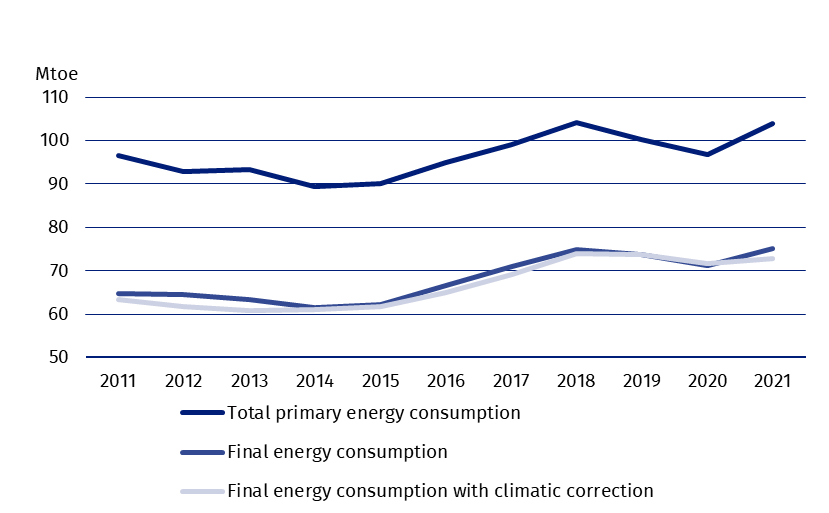 Mtoe
110
100
90
80
70
60
50
2011 2012 2013 2014 2015 2016 2017 2018 2019 2020 2021
Total primary energy consumption
Final energy consumption
Final energy consumption with climatic correction